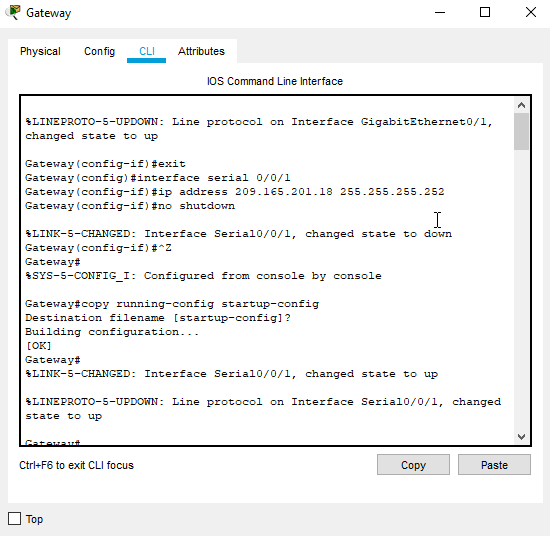 Gateway
Physical Config CLI Attributes
IOS Command Line Interface
%LINEPROTO-5-UPDOWN: Line protocol on Interface GigabitEthernet0/1,
changed state to up
Gateway(config-if)#exit
Gateway(config)#interface serial 0/0/1
Gateway(config-if)#ip address 209.165.201.18 255.255.255.252
Gateway(config-if)#no shutdown
%LINK-5-CHANGED: Interface Serial0/0/1, changed state to down
Gateway(config-if)#^Z
Gateway#
%SYS-5-CONFIG_I: Configured from console by console
Gateway#copy running-config startup-config
Destination filename [startup-config]?
Building configuration...
[OK]
Gateway#
%LINK-5-CHANGED: Interface Serial0/0/1, changed state to up
%LINEPROTO-5-UPDOWN: Line protocol on Interface Serial0/0/1, changed
state to up
Gateway#
Ctrl+F6 to exit CLI focus
Copy Paste
Top